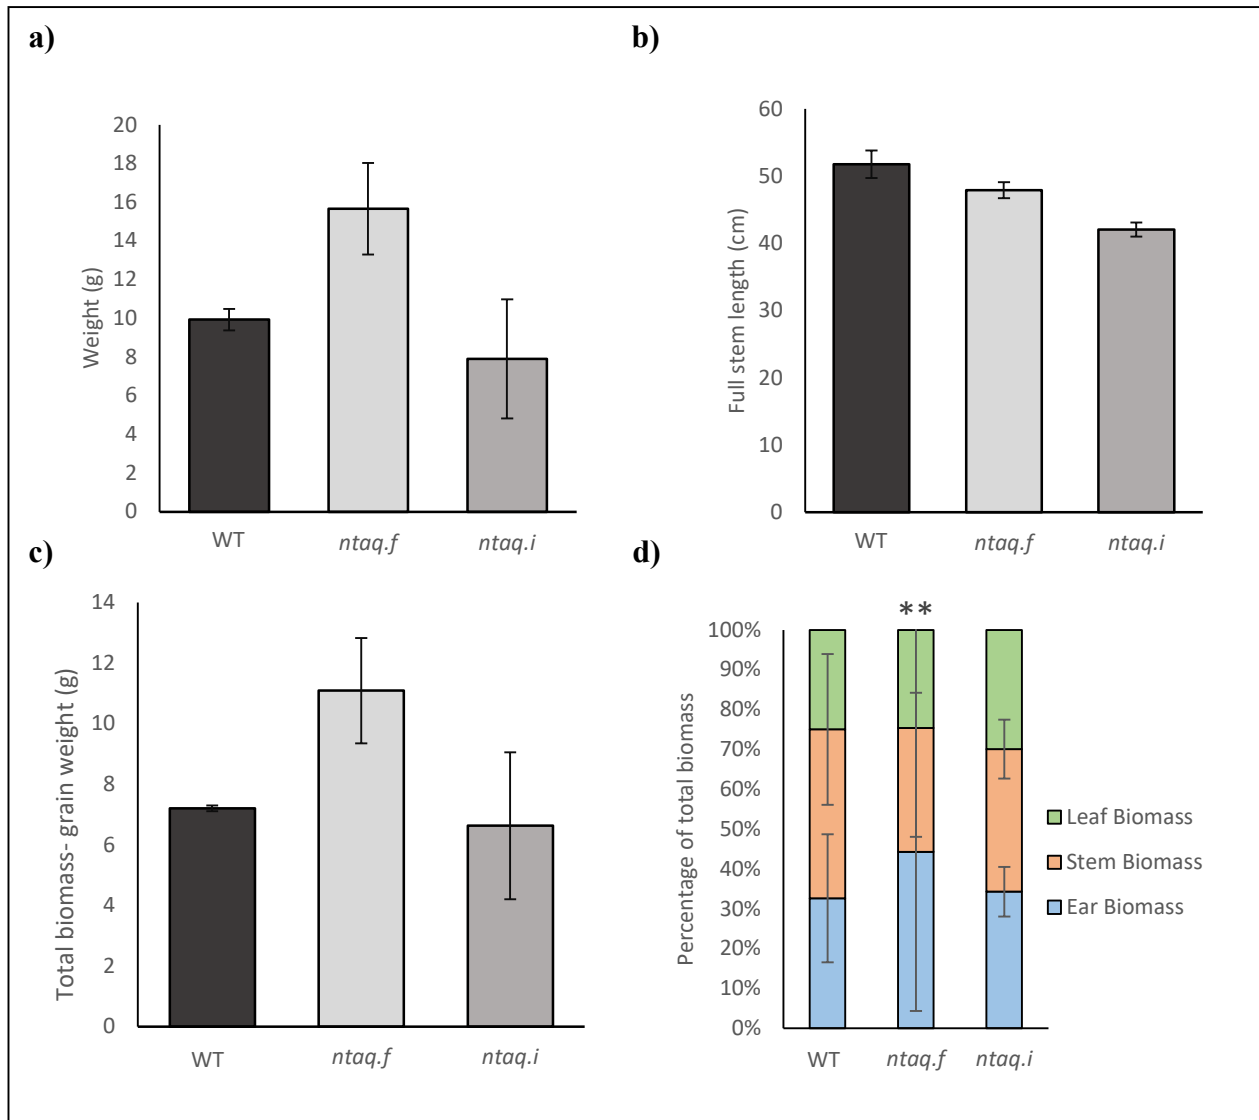 a)
20
18
16
14
12
10
8
6
4
2
0
Weight (g)
WT
ntaq.f
ntaq.i
b)
60
50
40
30
20
10
0
Full stem length (cm)
WT
ntaq.f
ntaq.i
c)
14
12
10
8
6
4
2
0
Total biomass- grain weight (g)
WT
ntaq.f
ntaq.i
d)
**
100%
90%
80%
70%
60%
50%
40%
30%
20%
10%
0%
Percentage of total biomass
WT
ntaq.f
ntaq.i
Leaf Biomass
Stem Biomass
Ear Biomass